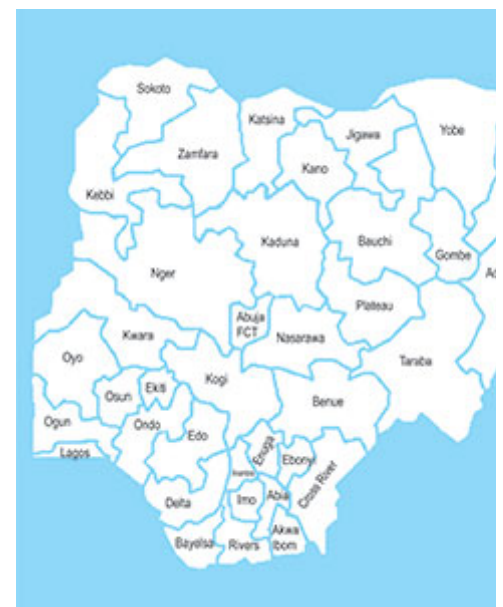 Sokoto
Katsina
Jigawa
Yobe
Zamfara
Kano
Kebbi
Kaduna
Bauchi
Gombe
Nger
Plateau
Abuja
FCT
Kwara
Nasarawa
Oyo
Taraba
Kogi
Ekiti
Osun
Benue
Ogun
Ondo
Edo
Lagos
Enugu
Ebonyi
Cross River
Delta
Imo
Abia
Akwa
Ibom
Bayelsa
Rivers